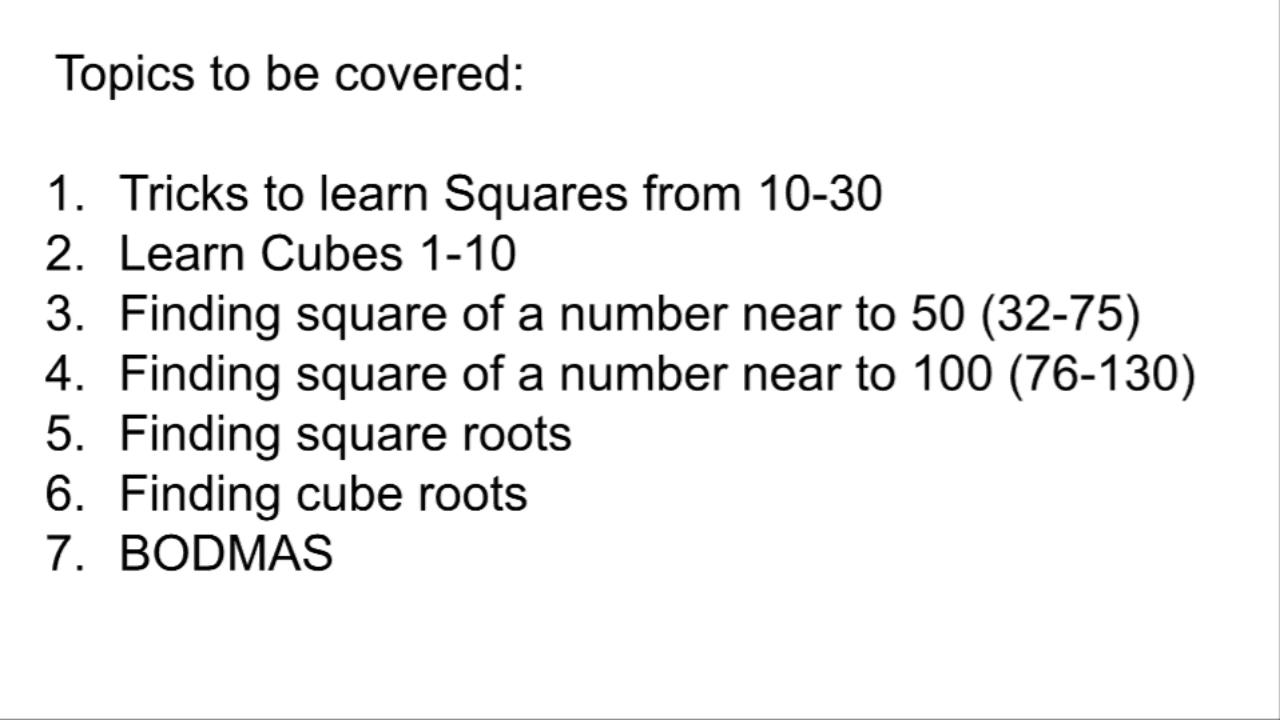 Topics to be covered:
1. Tricks to learn Squares from 10-30
2. Learn Cubes 1-10
3. Finding square of a number near to 50 (32-75)
4. Finding square of a number near to 100 (76-130)
5. Finding square roots
6. Finding cube roots
7. BODMAS